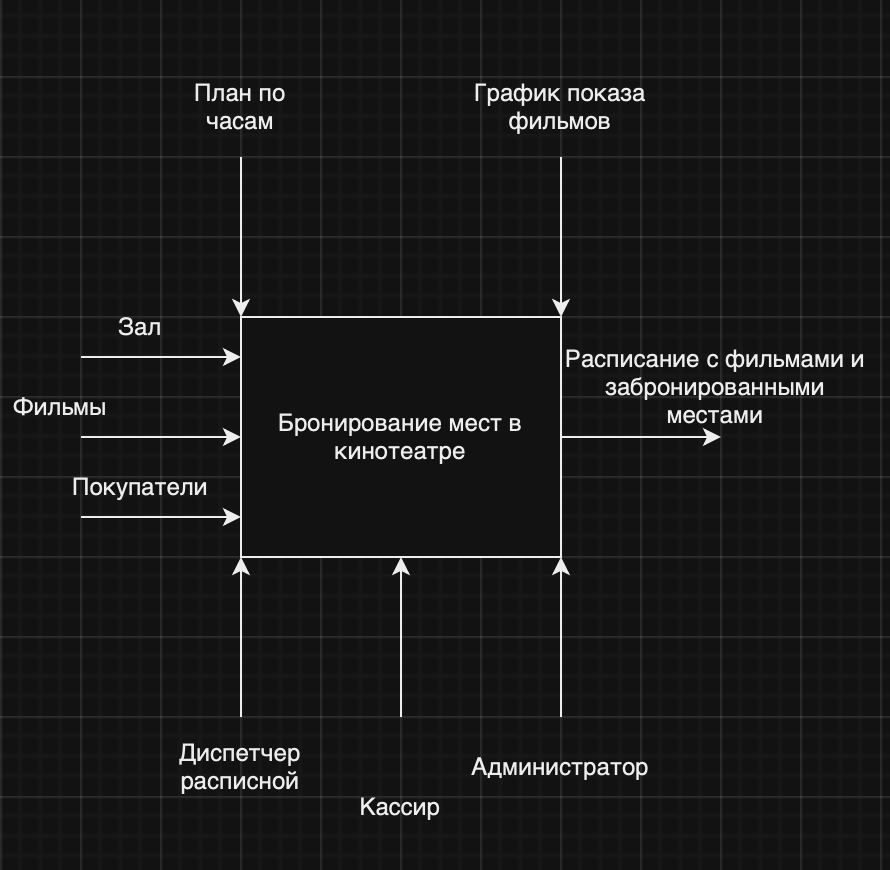 План по
часам
График показа
фильмов
Зал
Фильмы
Покупатели
Бронирование мест в
кинотеатре
Расписание с фильмами и
забронированными
местами
Диспетчер
расписной
Кассир
Администратор